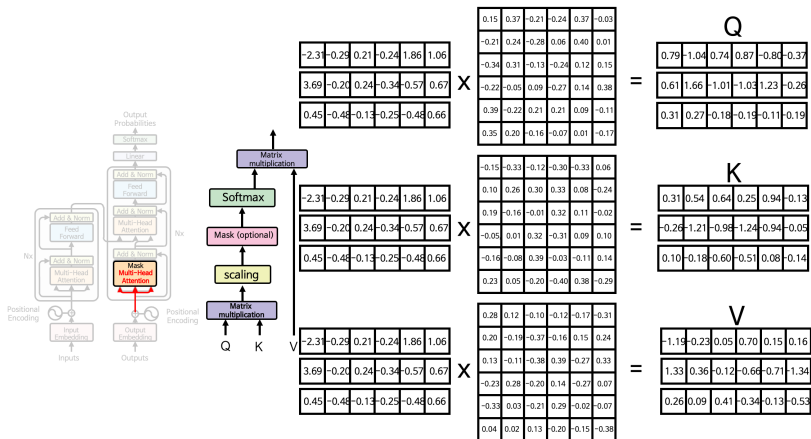 Output
Probabilities
Softmax
Linear
Add & Norm
Feed
Forward
Add & Norm
Multi-Head
Attention
Nx
Add & Norm
Mask
Multi-Head
Attention
Add & Norm
Feed
Forward
Nx
Add & Norm
Multi-Head
Attention
Positional
Encoding
Positional
Encoding
Input
Embedding
Output
Embedding
Inputs
Outputs
Matrix
multiplication
Softmax
Mask (optional)
scaling
Matrix
multiplication
Q K V
Q
-2.31 -0.29 0.21 -0.24 1.86 1.06
3.69 -0.20 0.24 -0.34 -0.57 0.67
0.45 -0.48 -0.13 -0.25 -0.48 0.66
x
0.15 0.37 -0.21 -0.24 0.37 -0.03
-0.21 0.24 -0.28 0.06 0.40 0.01
-0.34 0.31 -0.13 -0.24 0.12 0.15
-0.22 -0.05 0.09 -0.27 0.14 0.38
0.39 -0.22 0.21 0.21 0.09 -0.11
0.35 0.20 -0.16 -0.07 0.01 -0.17
=
0.79 -1.04 0.74 0.87 -0.80 -0.37
0.61 1.66 -1.01 -1.03 1.23 -0.26
0.31 0.27 -0.18 -0.19 -0.11 -0.19
K
-2.31 -0.29 0.21 -0.24 1.86 1.06
3.69 -0.20 0.24 -0.34 -0.57 0.67
0.45 -0.48 -0.13 -0.25 -0.48 0.66
x
-0.15 -0.33 -0.12 -0.30 -0.33 0.06
0.10 0.26 0.30 0.33 0.08 -0.24
0.19 -0.16 -0.01 0.32 0.11 -0.02
-0.05 0.01 0.32 -0.31 0.09 0.10
-0.16 -0.08 0.39 -0.03 -0.11 0.14
0.23 0.05 -0.20 -0.40 0.38 -0.29
=
0.31 0.54 0.64 0.25 0.94 -0.13
-0.26 -1.21 -0.98 -1.24 -0.94 -0.05
0.10 -0.18 -0.60 -0.51 0.08 -0.14
V
-2.31 -0.29 0.21 -0.24 1.86 1.06
3.69 -0.20 0.24 -0.34 -0.57 0.67
0.45 -0.48 -0.13 -0.25 -0.48 0.66
x
0.28 0.12 -0.10 -0.12 -0.17 -0.31
0.20 -0.19 -0.37 -0.16 0.15 0.24
0.13 -0.11 -0.38 0.39 -0.27 0.33
-0.23 0.28 -0.20 0.14 -0.27 0.07
-0.33 0.03 -0.21 0.29 -0.02 -0.07
0.04 0.02 0.13 -0.20 -0.15 -0.38
=
-1.19 -0.23 0.05 0.70 0.15 0.16
1.33 0.36 -0.12 -0.66 -0.71 -1.34
0.26 0.09 0.41 -0.34 -0.13 -0.53